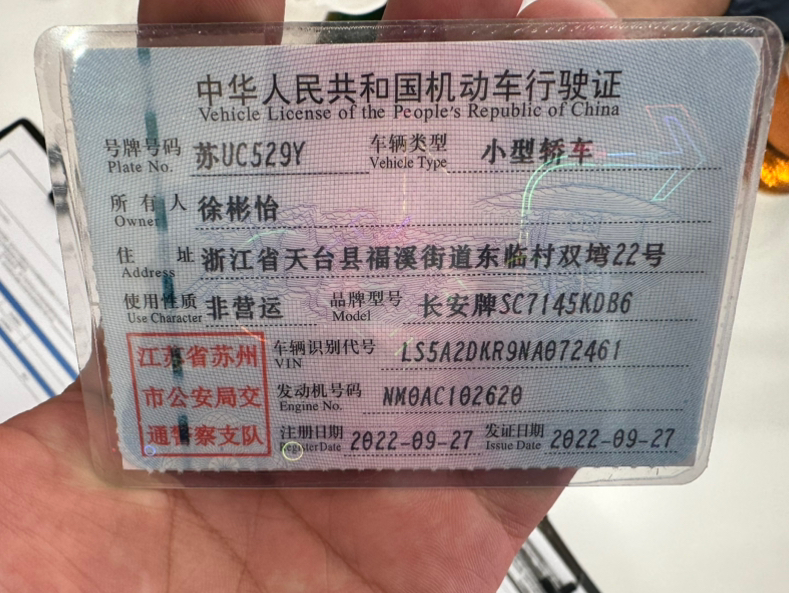 中华人民共和国机动车行驶证
Vehicle License of the People's Republic of China
号牌号码 苏UC529Y 车辆类型 小型轿车
Plate No. Vehicle Type
所有人 徐彬怡
Owner
住址 浙江省天台县福溪街道东临村双塆22号
Address
使用性质 非营运 品牌型号 长安牌SC7145KDB6
Use Character Model
江苏省苏州 车辆识别代号 LS5A2DKR9NA072461
VIN
市公安局交 发动机号码 NM0AC102620
Engine No.
通警察支队 注册日期 2022-09-27 发证日期 2022-09-27
Register Date Issue Date